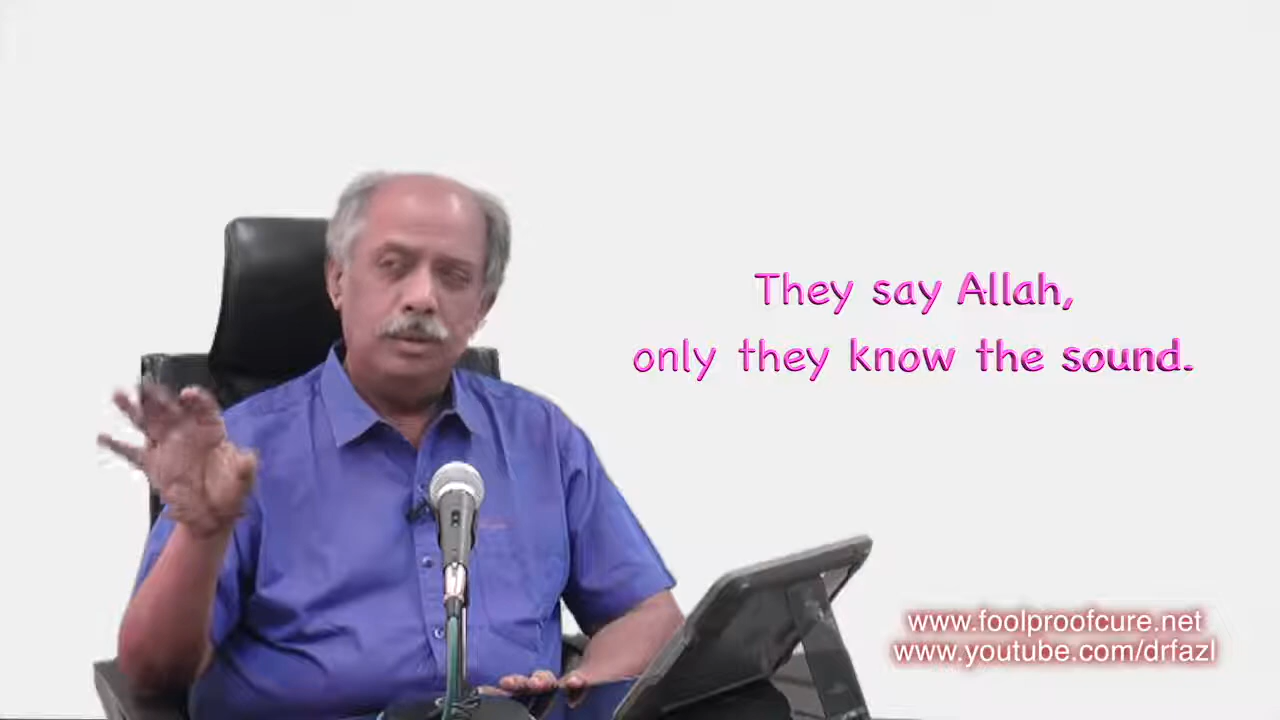 They say Allah,
only they know the sound.
www.foolproofcure.net
www.youtube.com/drfazl